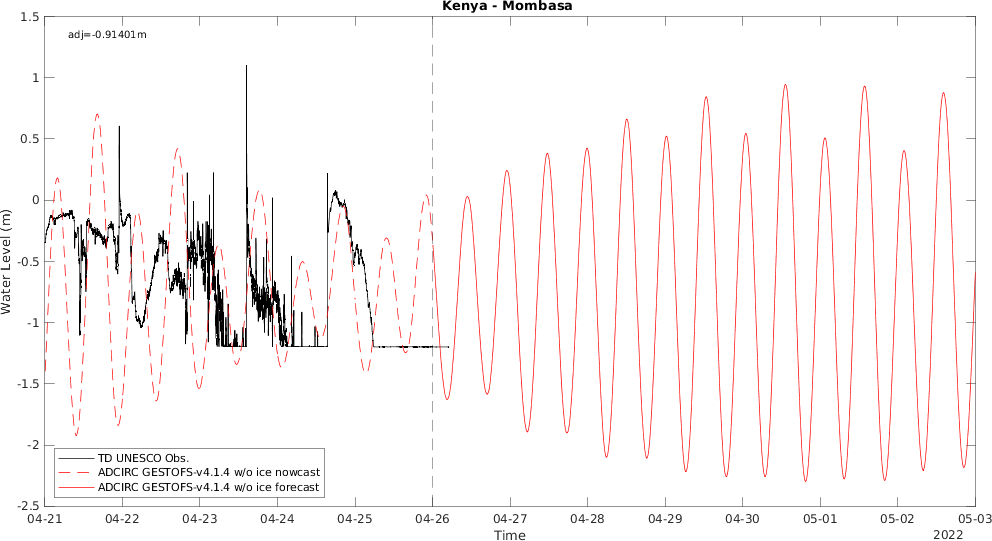 Kenya - Mombasa
adj=-0.91401m
1.5
1
0.5
0
-0.5
-1
-1.5
-2
-2.5
Water Level (m)
TD UNESCO Obs.
ADCIRC GESTOFS-v4.1.4 w/o ice nowcast
ADCIRC GESTOFS-v4.1.4 w/o ice forecast
04-21 04-22 04-23 04-24 04-25 04-26 04-27 04-28 04-29 04-30 05-01 05-02 05-03
Time
2022